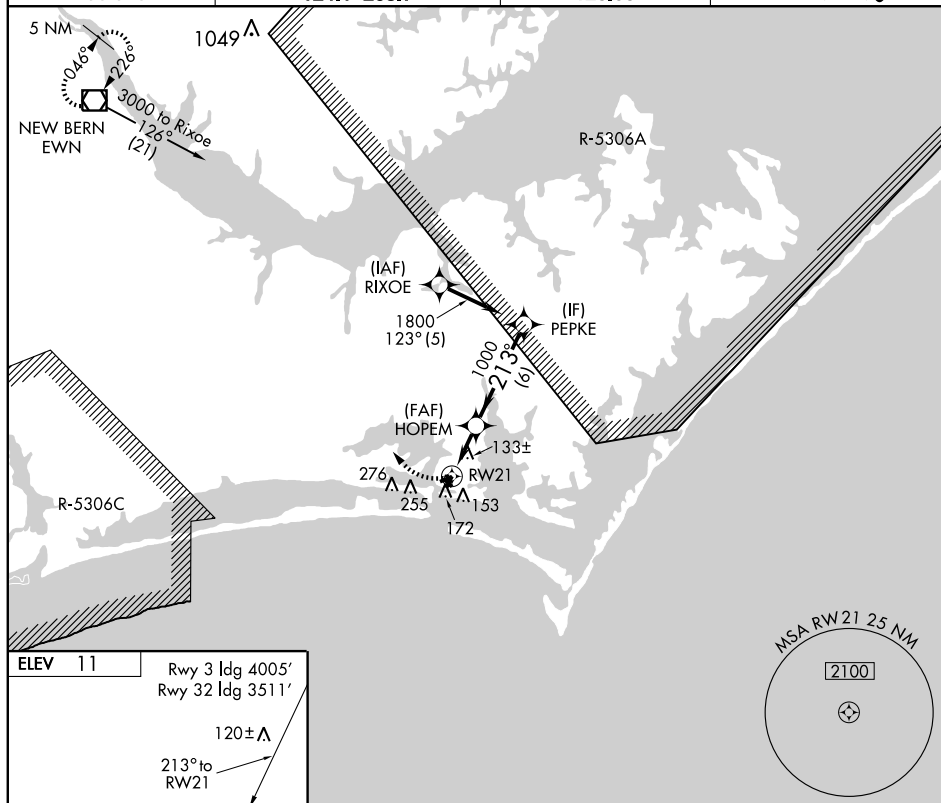 5 NM
1049
046°
226°
3000 to Rixoe
126°
(21)
NEW BERN
EWN
R-5306A
(IAF)
RIXOE
(IF)
PEPKE
1800
123° (5)
1000
213°
(6)
(FAF)
HOPEM
133±
RW21
276
255
153
172
R-5306C
MSA RW21 25 NM
2100
ELEV 11
Rwy 3 ldg 4005'
Rwy 32 ldg 3511'
120±
213° to
RW21